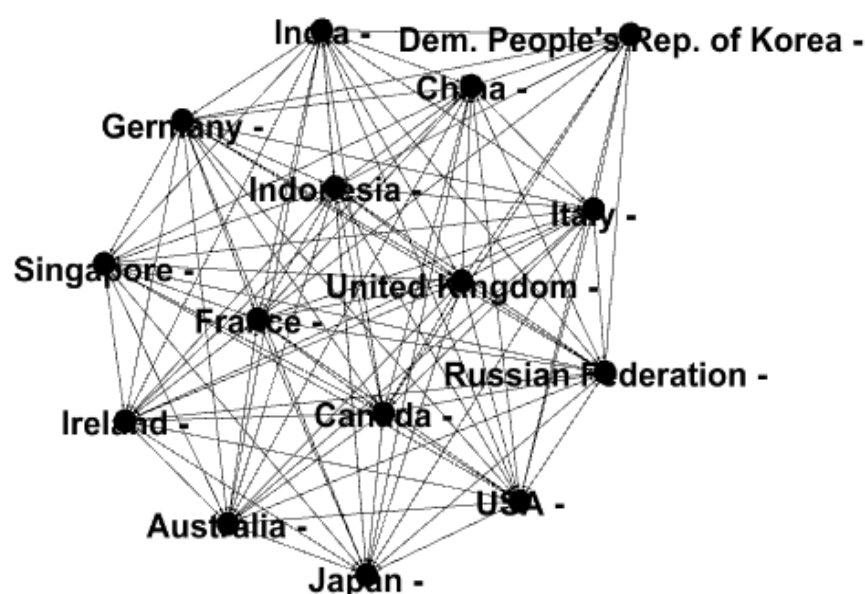 India -
Dem. People's Rep. of Korea -
China -
Germany -
Indonesia -
Italy -
Singapore -
United Kingdom -
France -
Russian Federation -
Canada -
Ireland -
USA -
Australia -
Japan -